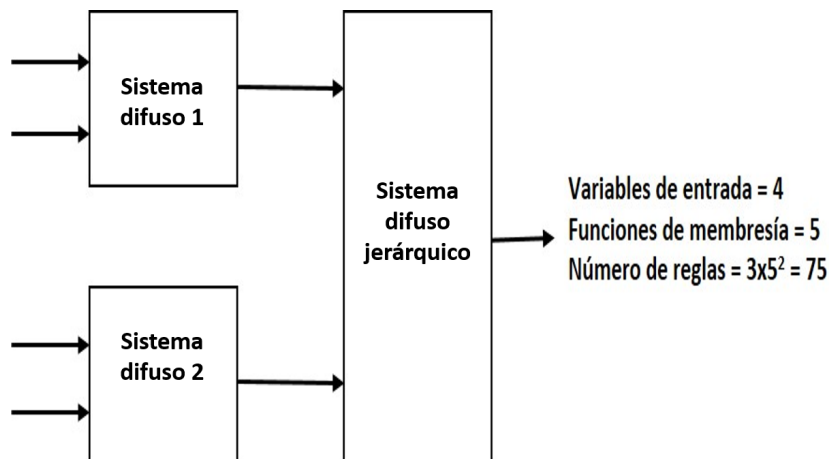 Sistema
difuso 1
Sistema
difuso
jerárquico
Variables de entrada = 4
Funciones de membresía = 5
Número de reglas = 3x5² = 75
Sistema
difuso 2